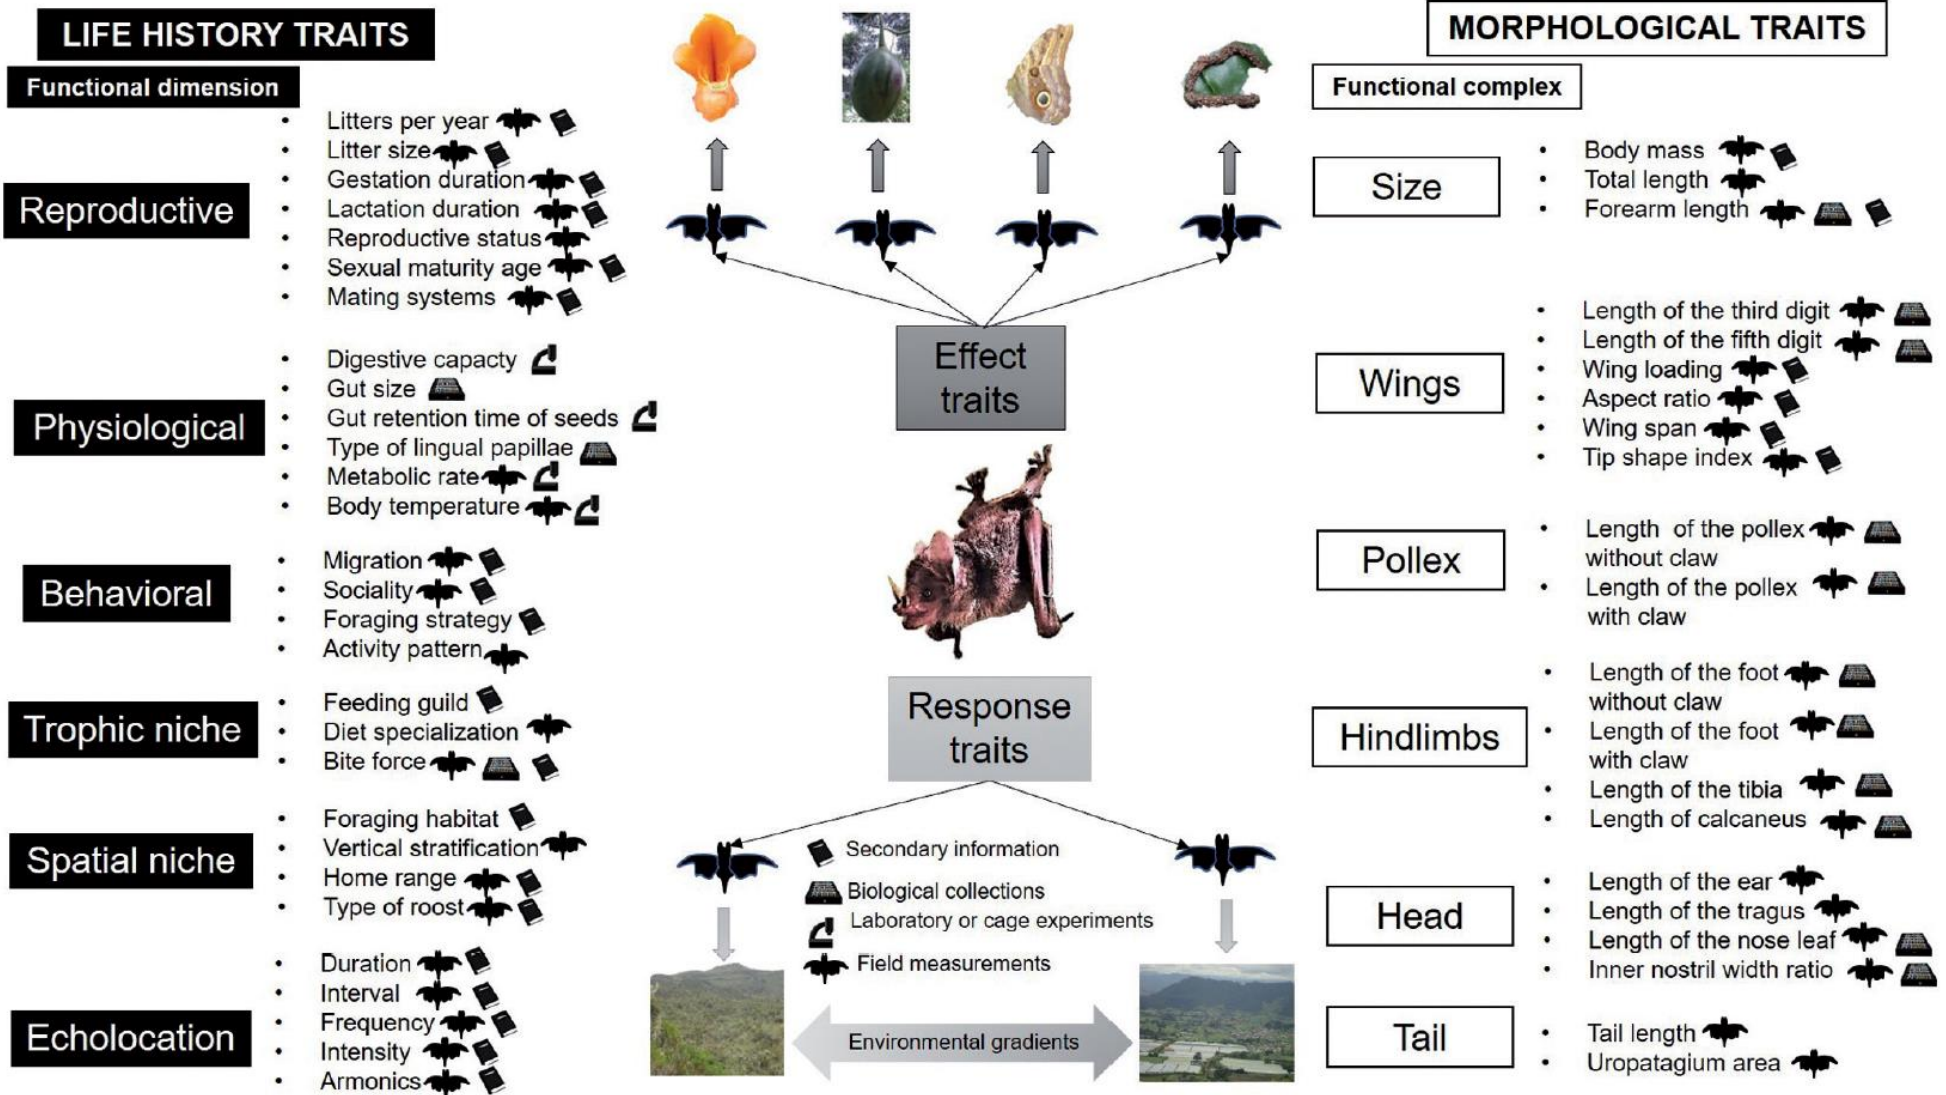 LIFE HISTORY TRAITS
Functional dimension
Reproductive
Litters per year
Litter size
Gestation duration
Lactation duration
Reproductive status
Sexual maturity age
Mating systems
Physiological
Digestive capacty
Gut size
Gut retention time of seeds
Type of lingual papillae
Metabolic rate
Body temperature
Behavioral
Migration
Sociality
Foraging strategy
Activity pattern
Trophic niche
Feeding guild
Diet specialization
Bite force
Spatial niche
Foraging habitat
Vertical stratification
Home range
Type of roost
Echolocation
Duration
Interval
Frequency
Intensity
Armonics
Effect
traits
Response
traits
Secondary information
Biological collections
Laboratory or cage experiments
Field measurements
Environmental gradients
MORPHOLOGICAL TRAITS
Functional complex
Size
Body mass
Total length
Forearm length
Wings
Length of the third digit
Length of the fifth digit
Wing loading
Aspect ratio
Wing span
Tip shape index
Pollex
Length of the pollex
without claw
Length of the pollex
with claw
Hindlimbs
Length of the foot
without claw
Length of the foot
with claw
Length of the tibia
Length of calcaneus
Head
Length of the ear
Length of the tragus
Length of the nose leaf
Inner nostril width ratio
Tail
Tail length
Uropatagium area